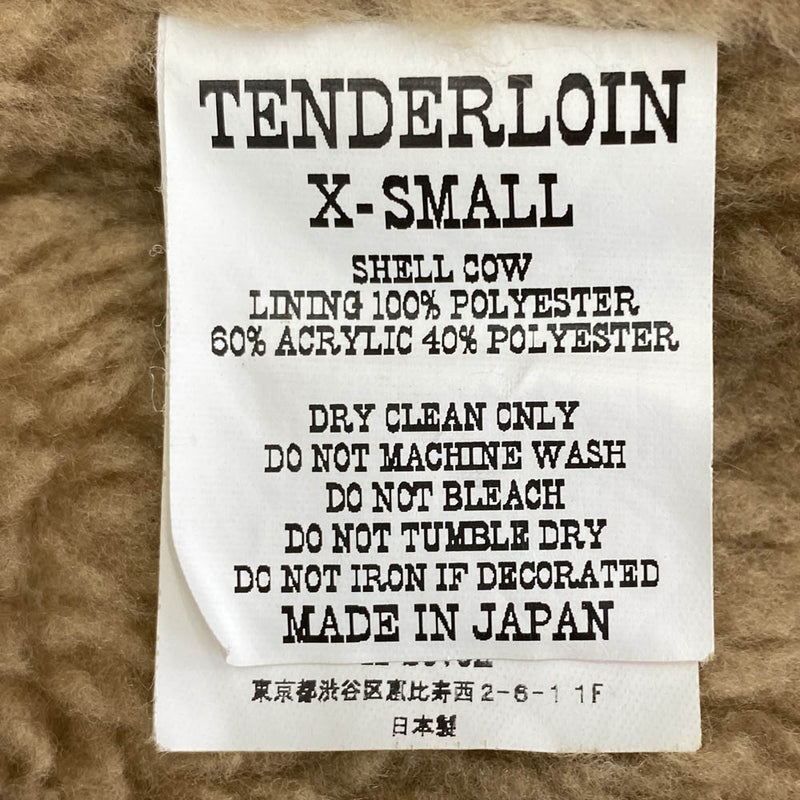 TENDERLOIN
X-SMALL
SHELL COW
LINING 100% POLYESTER
60% ACRYLIC 40% POLYESTER
DRY CLEAN ONLY
DO NOT MACHINE WASH
DO NOT BLEACH
DO NOT TUMBLE DRY
DO NOT IRON IF DECORATED
MADE IN JAPAN
東京都渋谷区恵比寿西2-6-1 1F
日本製